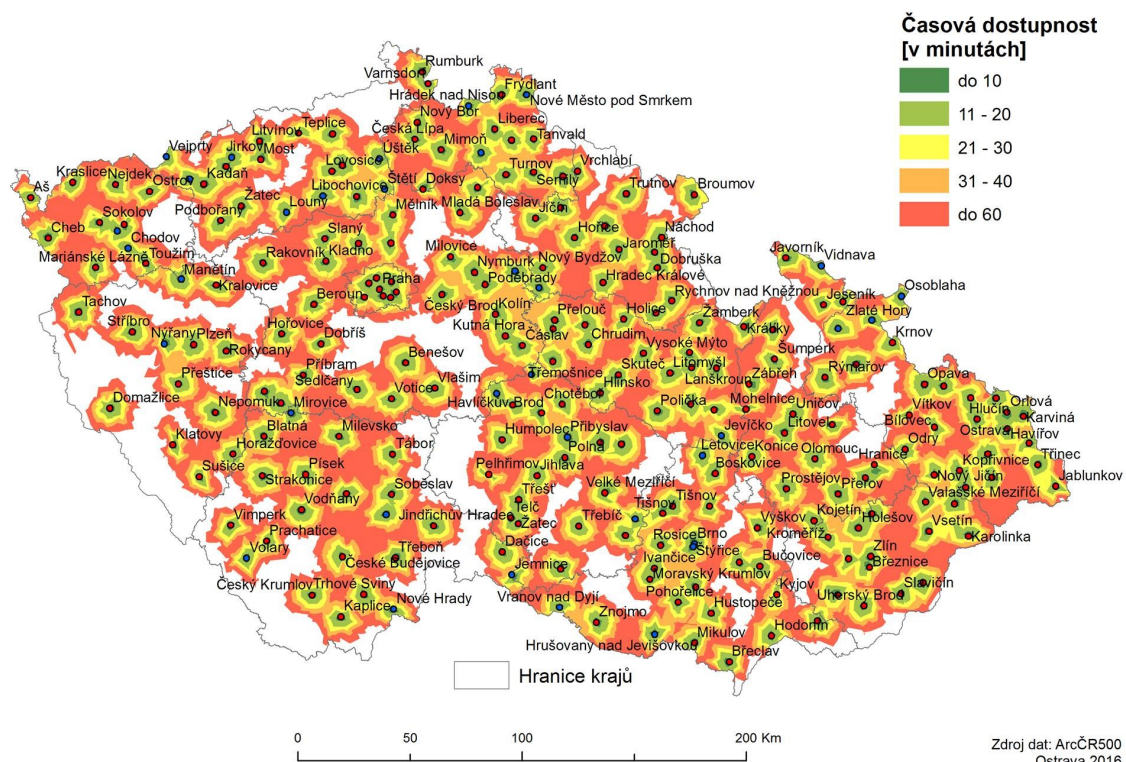 Časová dostupnost
[v minutách]
do 10
11 - 20
21 - 30
31 - 40
do 60
Rumburk
Varnsdorf
Hrádek nad Nisou
Frýdlant
Nové Město pod Smrkem
Nový Bor
Liberec
Litvínov
Teplice
Česká Lípa
Mimoň
Tanvald
Vejprty
Jirkov
Most
Úštěk
Lovosice
Turnov
Vrchlabí
Kraslice
Nejdek
Ostrov
Kadaň
Libochovice
Štětí
Doksy
Semily
Trutnov
Broumov
Aš
Žatec
Louny
Mělník
Mladá Boleslav
Jičín
Sokolov
Podbořany
Cheb
Chodov
Slaný
Hořice
Náchod
Mariánské Lázně
Toužim
Rakovník
Kladno
Milovice
Nymburk
Nový Bydžov
Jaroměř
Dobruška
Javorník
Vidnava
Manětín
Kralovice
Praha
Poděbrady
Hradec Králové
Osoblaha
Tachov
Beroun
Český Brod
Kolín
Rychnov nad Kněžnou
Jeseník
Holice
Zlaté Hory
Stříbro
Nýřany
Plzeň
Hořovice
Dobříš
Kutná Hora
Přelouč
Žamberk
Králíky
Krnov
Rokycany
Čáslav
Chrudim
Vysoké Mýto
Šumperk
Přeštice
Příbram
Benešov
Skuteč
Litomyšl
Zábřeh
Rýmařov
Sedlčany
Vlašim
Třemošnice
Lanškroun
Opava
Domažlice
Nepomuk
Mirovice
Votice
Havlíčkův Brod
Chotěboř
Hlinsko
Polička
Mohelnice
Uničov
Vítkov
Hlučín
Orlová
Karviná
Blatná
Milevsko
Klatovy
Horažďovice
Humpolec
Přibyslav
Jevíčko
Litovel
Bílovec
Ostrava
Havířov
Tábor
Polná
Letovice
Konice
Olomouc
Odry
Třinec
Sušice
Písek
Pelhřimov
Jihlava
Boskovice
Hranice
Kopřivnice
Strakonice
Soběslav
Třešť
Velké Meziříčí
Prostějov
Přerov
Nový Jičín
Jablunkov
Vodňany
Telč
Tišnov
Tišnov
Valašské Meziříčí
Vimperk
Jindřichův Hradec
Žatec
Třebíč
Vyškov
Kojetín
Holešov
Vsetín
Prachatice
Rosice
Brno
Kroměříž
Karolinka
Volary
Třeboň
Dačice
Štýřice
Zlín
České Budějovice
Jemnice
Ivančice
Bučovice
Březnice
Český Krumlov
Trhové Sviny
Moravský Krumlov
Kyjov
Slavičín
Kaplice
Nové Hrady
Vranov nad Dyjí
Pohořelice
Uherský Brod
Znojmo
Hustopeče
Hodonín
Hrušovany nad Jevišovkou
Mikulov
Břeclav
Hranice krajů
0 50 100 200 Km
Zdroj dat: ArcČR500
Ostrava 2016